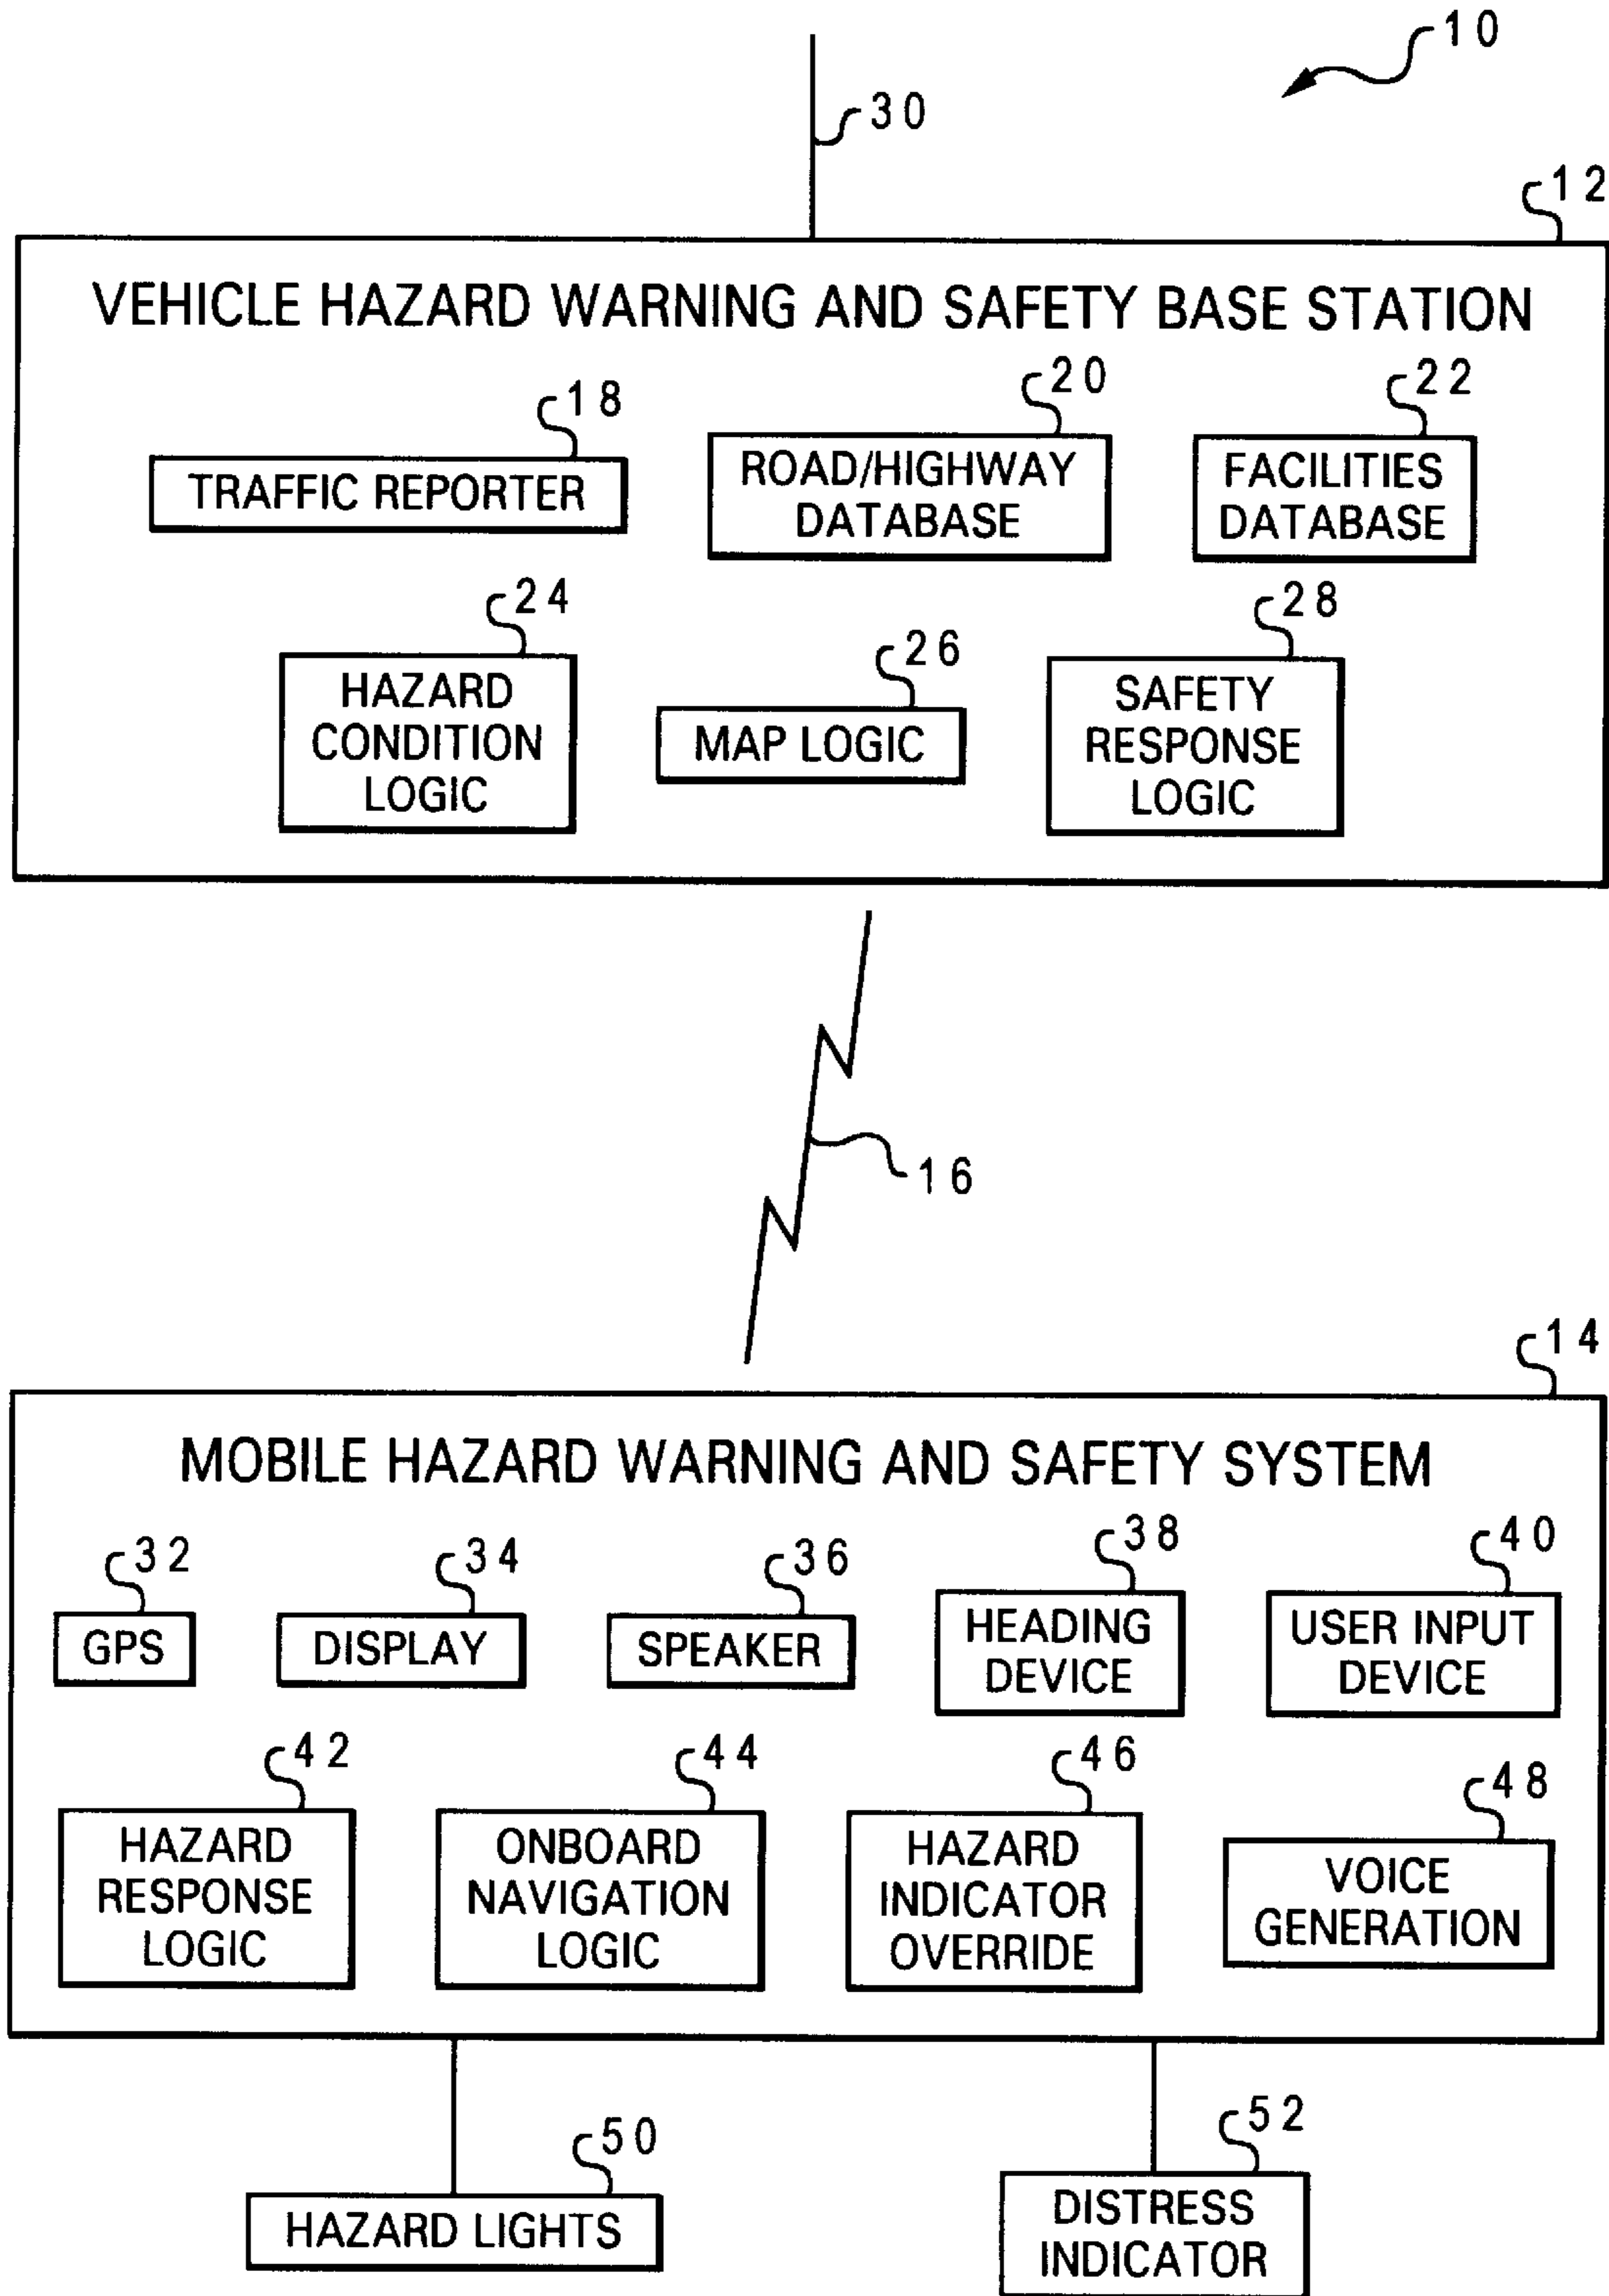 10
30
12
VEHICLE HAZARD WARNING AND SAFETY BASE STATION
18
20
22
TRAFFIC REPORTER
ROAD/HIGHWAY
DATABASE
FACILITIES
DATABASE
24
26
28
HAZARD
CONDITION
LOGIC
MAP LOGIC
SAFETY
RESPONSE
LOGIC
16
14
MOBILE HAZARD WARNING AND SAFETY SYSTEM
32
34
36
38
40
GPS
DISPLAY
SPEAKER
HEADING
DEVICE
USER INPUT
DEVICE
42
44
46
48
HAZARD
RESPONSE
LOGIC
ONBOARD
NAVIGATION
LOGIC
HAZARD
INDICATOR
OVERRIDE
VOICE
GENERATION
50
52
HAZARD LIGHTS
DISTRESS
INDICATOR